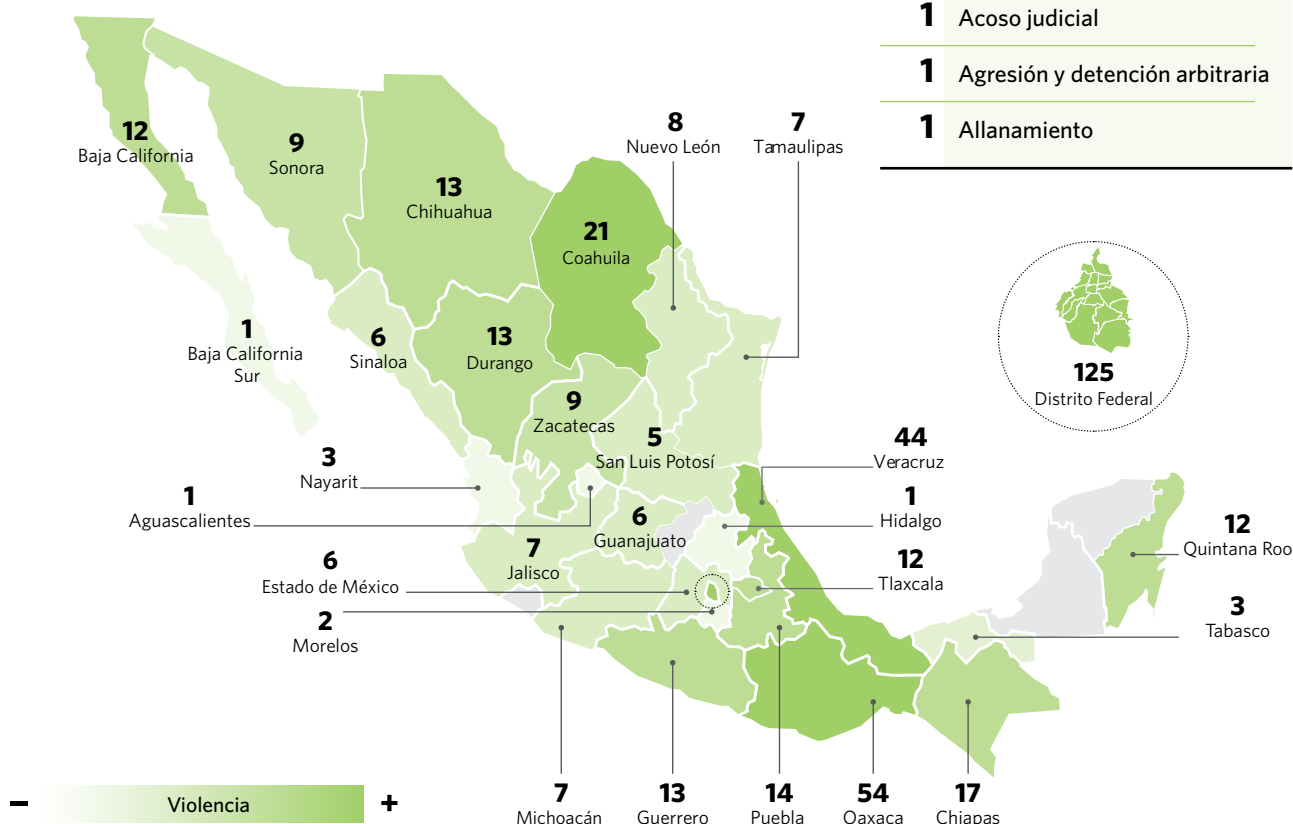 1 Acoso judicial
1 Agresión y detención arbitraria
1 Allanamiento
12
Baja California
9
Sonora
13
Chihuahua
21
Coahuila
8
Nuevo León
7
Tamaulipas
1
Baja California
Sur
6
Sinaloa
13
Durango
9
Zacatecas
5
San Luis Potosí
125
Distrito Federal
3
Nayarit
1
Aguascalientes
6
Guanajuato
7
Jalisco
44
Veracruz
1
Hidalgo
12
Tlaxcala
12
Quintana Roo
3
Tabasco
6
Estado de México
2
Morelos
7
Michoacán
13
Guerrero
14
Puebla
54
Oaxaca
17
Chiapas
– Violencia +